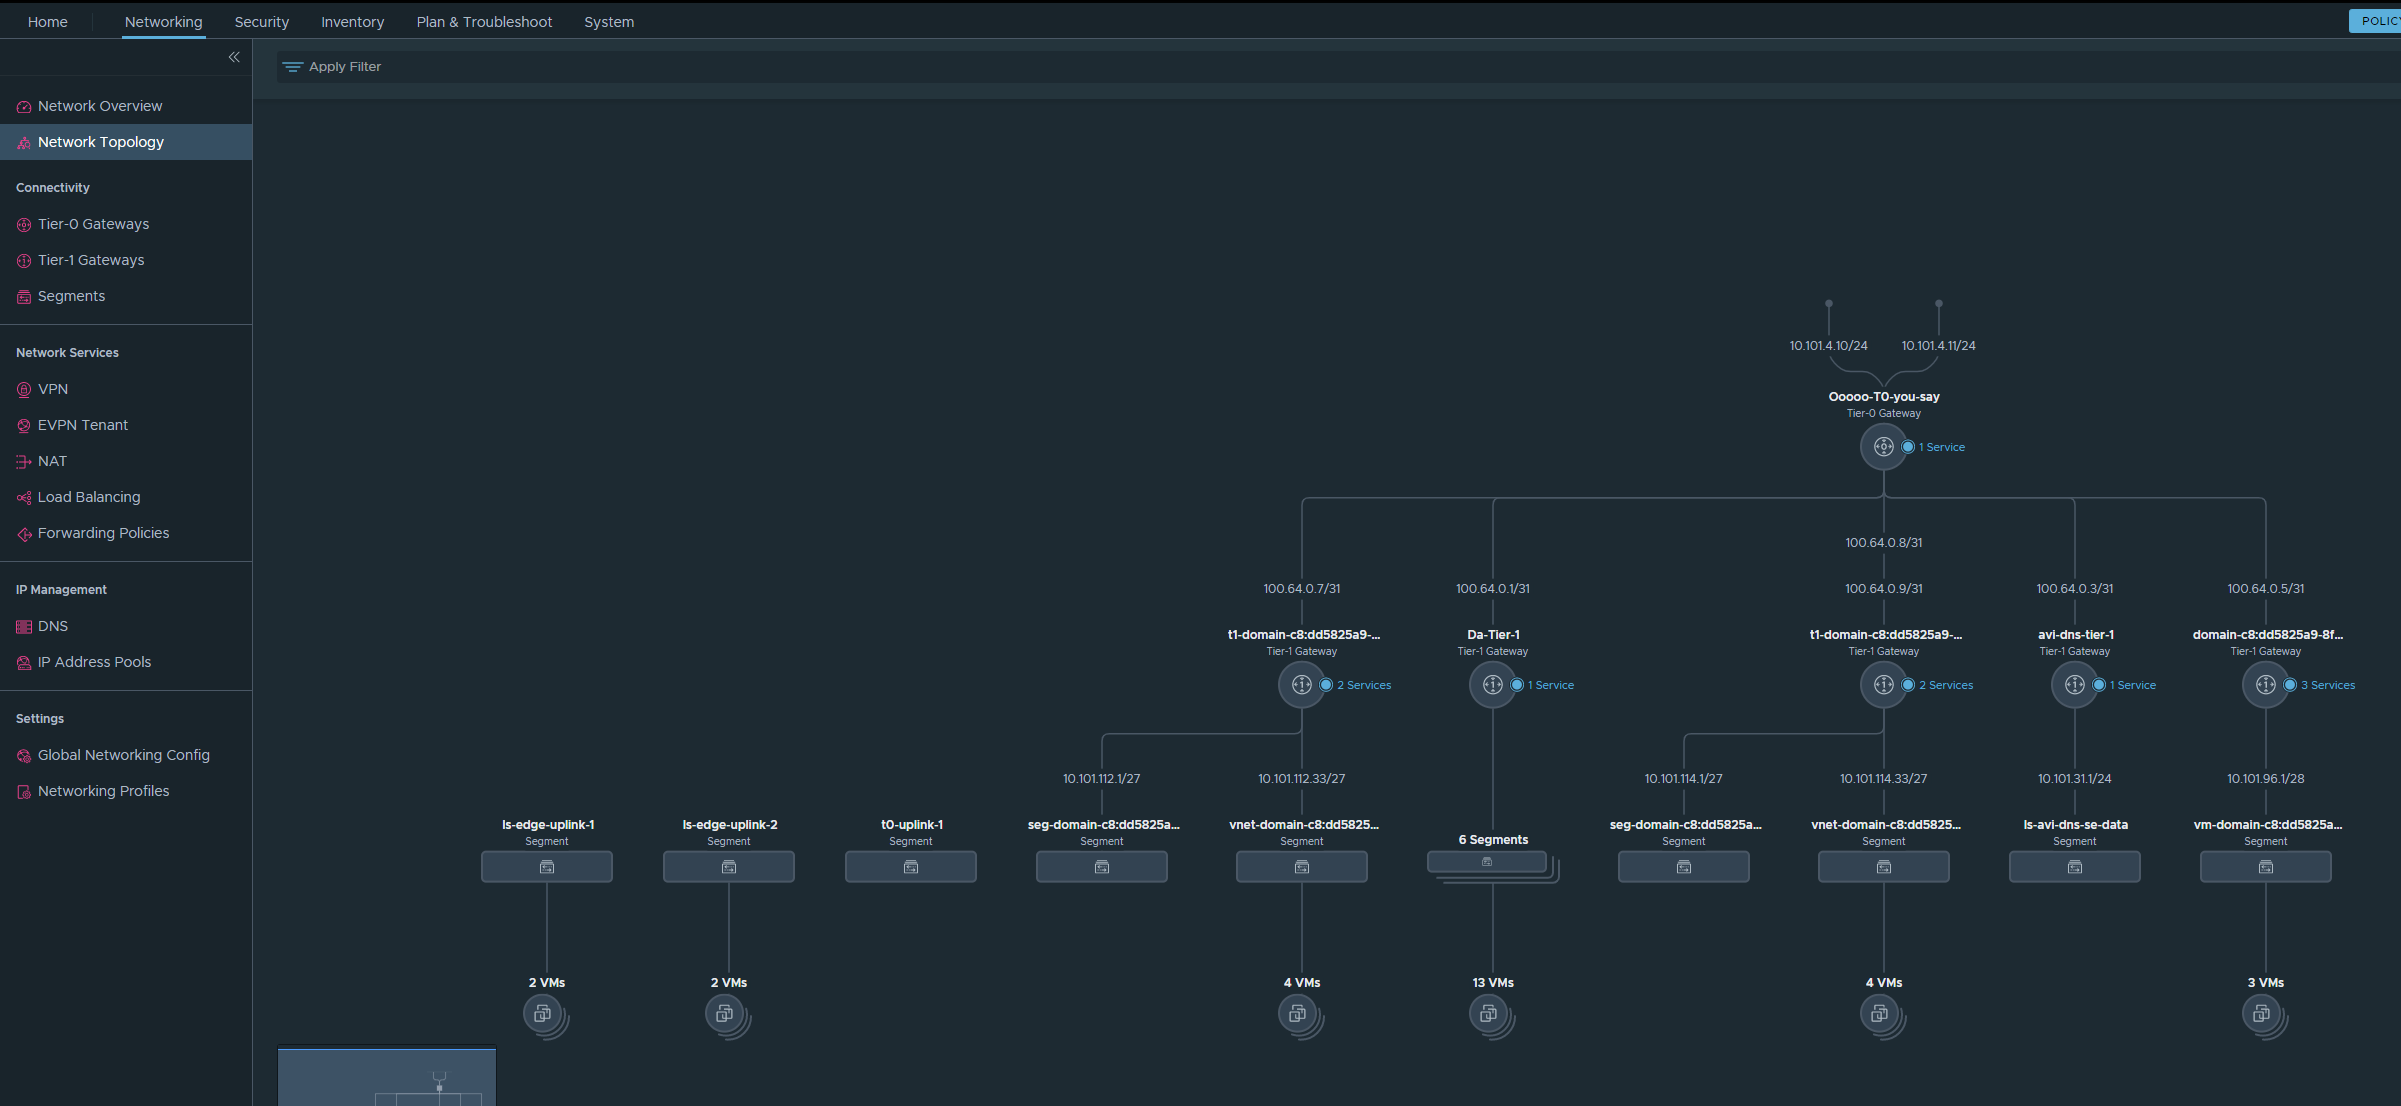 Home Networking Security Inventory Plan & Troubleshoot System
Apply Filter
Network Overview
Network Topology
Connectivity
Tier-0 Gateways
Tier-1 Gateways
Segments
Network Services
VPN
EVPN Tenant
NAT
Load Balancing
Forwarding Policies
IP Management
DNS
IP Address Pools
Settings
Global Networking Config
Networking Profiles
10.101.4.10/24 10.101.4.11/24
Ooooo-T0-you-say
Tier-0 Gateway
1 Service
100.64.0.8/31
100.64.0.7/31 100.64.0.1/31 100.64.0.9/31 100.64.0.3/31 100.64.0.5/31
t1-domain-c8:dd5825a9-... Da-Tier-1 t1-domain-c8:dd5825a9-... avi-dns-tier-1 domain-c8:dd5825a9-8f...
Tier-1 Gateway Tier-1 Gateway Tier-1 Gateway Tier-1 Gateway Tier-1 Gateway
2 Services 1 Service 2 Services 1 Service 3 Services
10.101.112.1/27 10.101.112.33/27 10.101.114.1/27 10.101.114.33/27 10.101.31.1/24 10.101.96.1/28
ls-edge-uplink-1 ls-edge-uplink-2 t0-uplink-1 seg-domain-c8:dd5825a... vnet-domain-c8:dd5825... 6 Segments seg-domain-c8:dd5825a... vnet-domain-c8:dd5825... ls-avi-dns-se-data vm-domain-c8:dd5825a...
Segment Segment Segment Segment Segment Segment Segment Segment Segment
2 VMs 2 VMs 4 VMs 13 VMs 4 VMs 3 VMs